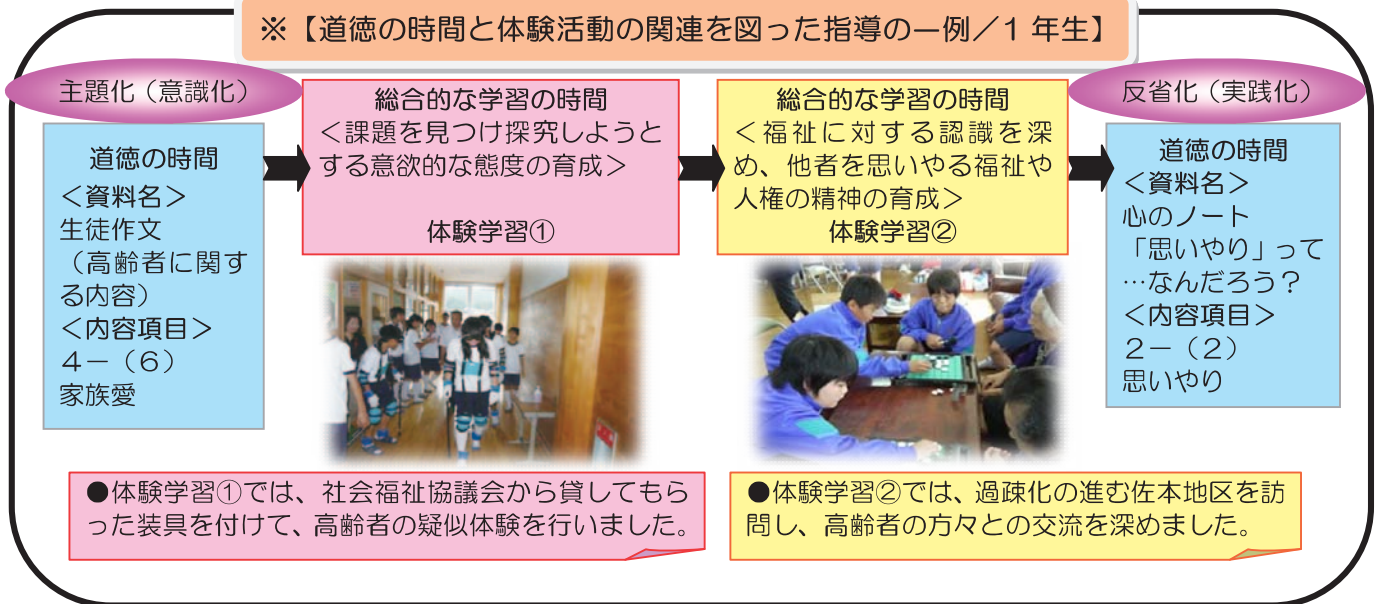 ※【道徳の時間と体験活動の関連を図った指導の一例／1 年生】
主題化（意識化）
道徳の時間
＜資料名＞
生徒作文
（高齢者に関す
る内容）
＜内容項目＞
４－（６）
家族愛
総合的な学習の時間
＜課題を見つけ探究しようと
する意欲的な態度の育成＞
体験学習①
総合的な学習の時間
＜福祉に対する認識を深
め、他者を思いやる福祉や
人権の精神の育成＞
体験学習②
反省化（実践化）
道徳の時間
＜資料名＞
心のノート
「思いやり」って
…なんだろう？
＜内容項目＞
２－（２）
思いやり
●体験学習①では、社会福祉協議会から貸してもら
った装具を付けて、高齢者の疑似体験を行いました。
●体験学習②では、過疎化の進む佐本地区を訪
問し、高齢者の方々との交流を深めました。